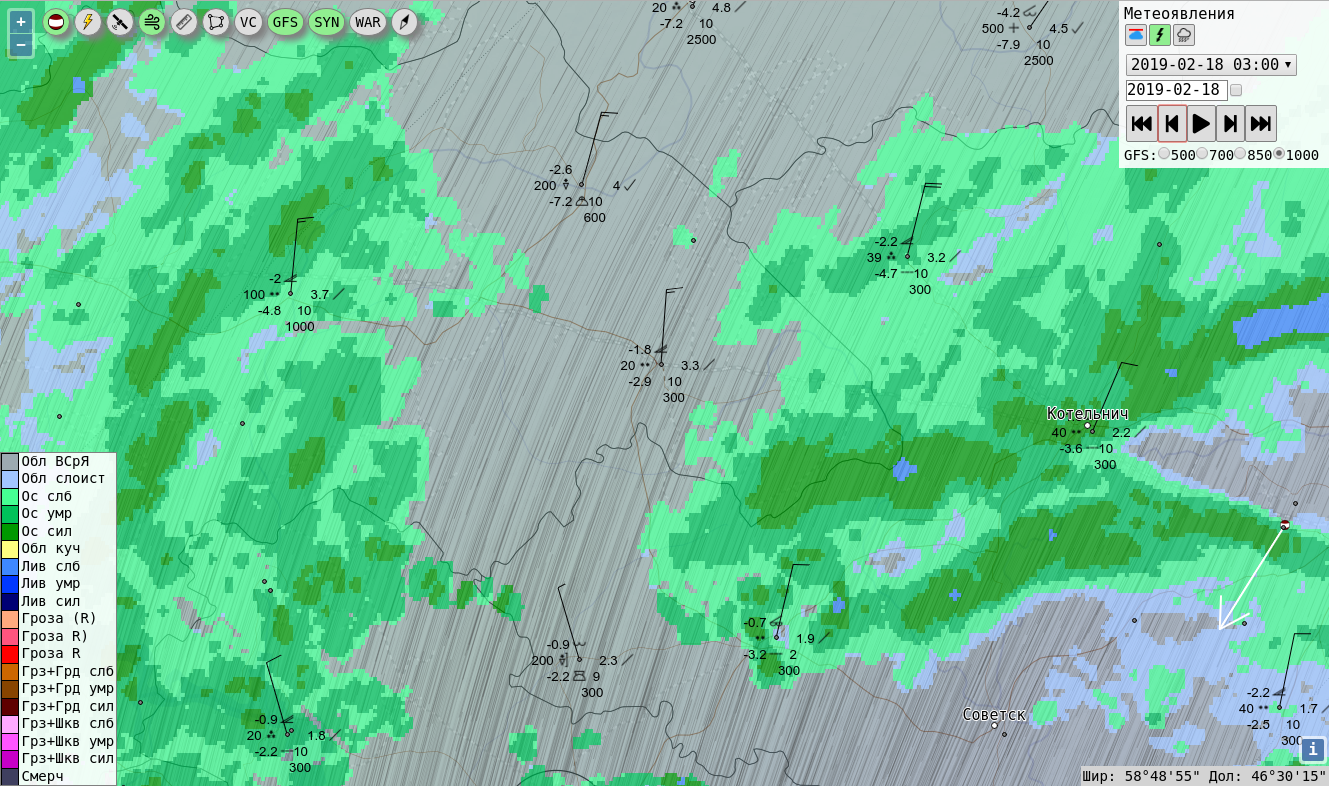 +
−
VC
GFS
SYN
WAR
Метеоявления
2019-02-18 03:00
2019-02-18
GFS: 500 700 850 1000
20 4.8
-7.2 10
2500
-4.2
500 4.5
-7.9 10
2500
-2.6
200 4
-7.2 10
600
-2.2
39 3.2
-4.7 10
300
-2
100 3.7
-4.8 10
1000
-1.8
20 3.3
-2.9 10
300
Котельнич
40 2.2
-3.6 10
300
-0.7
1.9
-3.2 2
300
-0.9
200 2.3
-2.2 9
300
-0.9
20 1.8
-2.2 10
300
Советск
-2.2
40 1.7
-2.5 10
300
Обл ВСрЯ
Обл слоист
Ос слб
Ос умр
Ос сил
Обл куч
Лив слб
Лив умр
Лив сил
Гроза (R)
Гроза R)
Гроза R
Грз+Грд слб
Грз+Грд умр
Грз+Грд сил
Грз+Шкв слб
Грз+Шкв умр
Грз+Шкв сил
Смерч
i
Шир: 58°48'55" Дол: 46°30'15"